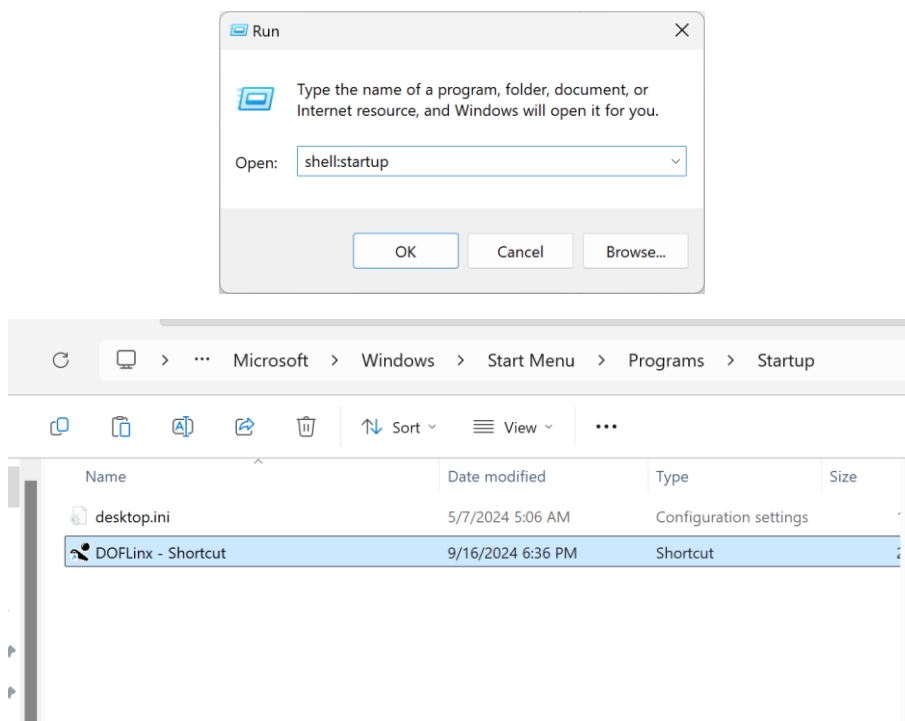 Run
Type the name of a program, folder, document, or
Internet resource, and Windows will open it for you.
Open: shell:startup
OK Cancel Browse...
> ... Microsoft > Windows > Start Menu > Programs > Startup
Sort View ...
Name Date modified Type Size
desktop.ini 5/7/2024 5:06 AM Configuration settings
DOFLinx - Shortcut 9/16/2024 6:36 PM Shortcut